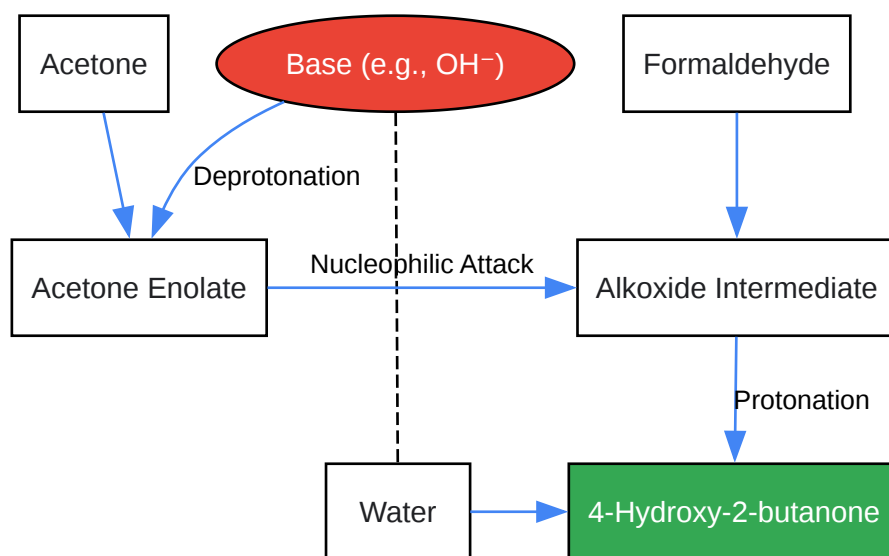 Acetone
Base (e.g., OH⁻)
Formaldehyde
Deprotonation
Nucleophilic Attack
Acetone Enolate
Alkoxide Intermediate
Protonation
Water
4-Hydroxy-2-butanone